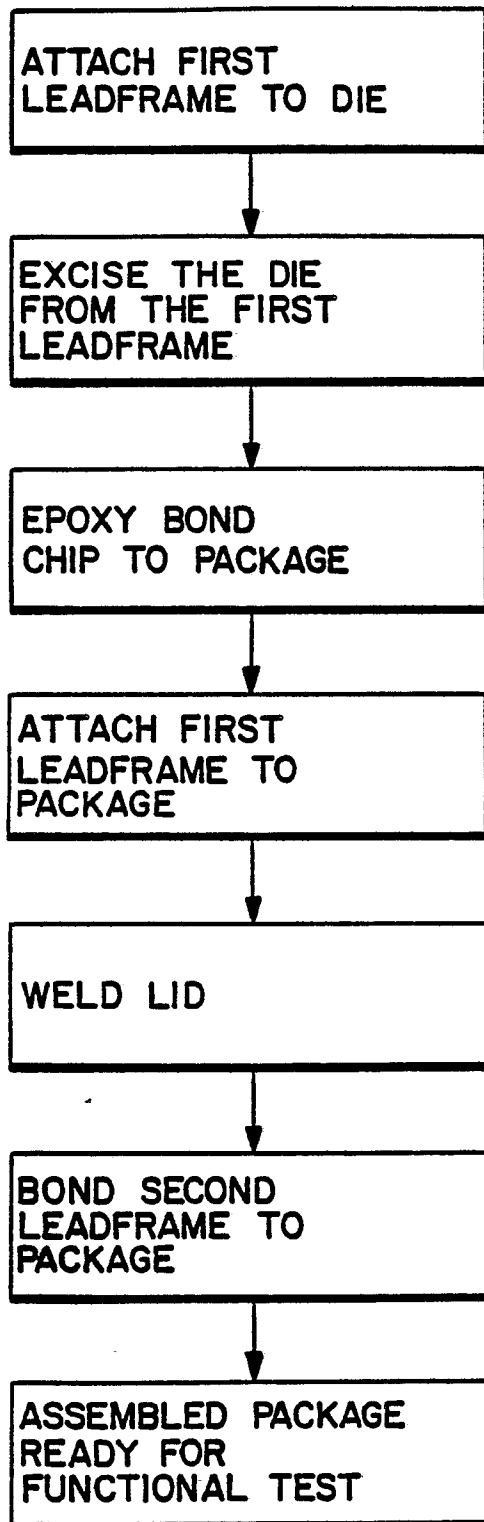 ATTACH FIRST
LEADFRAME TO DIE
EXCISE THE DIE
FROM THE FIRST
LEADFRAME
EPOXY BOND
CHIP TO PACKAGE
ATTACH FIRST
LEADFRAME TO
PACKAGE
WELD LID
BOND SECOND
LEADFRAME TO
PACKAGE
ASSEMBLED PACKAGE
READY FOR
FUNCTIONAL TEST